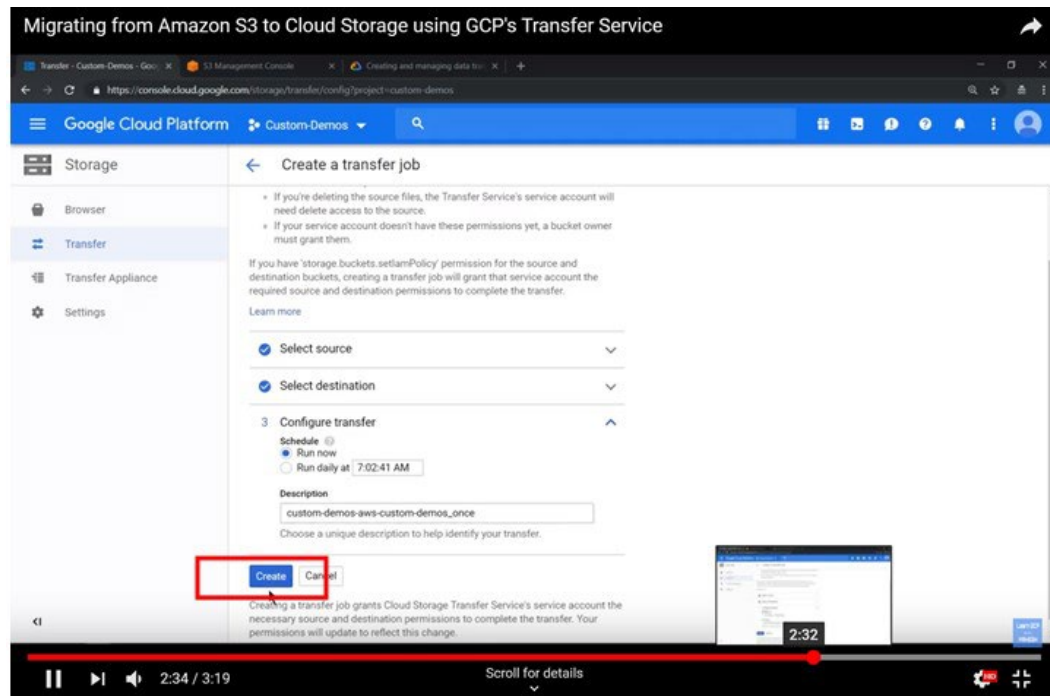 Migrating from Amazon S3 to Cloud Storage using GCP's Transfer Service
Transfer - Custom-Demos - Goo
S3 Management Console
Creating and managing data tra
https://console.cloud.google.com/storage/transfer/config?project=custom-demos
Google Cloud Platform
Custom-Demos
Storage
Create a transfer job
Browser
Transfer
Transfer Appliance
Settings
If you're deleting the source files, the Transfer Service's service account will
need delete access to the source.
If your service account doesn't have these permissions yet, a bucket owner
must grant them.
If you have 'storage.buckets.setIamPolicy' permission for the source and
destination buckets, creating a transfer job will grant that service account the
required source and destination permissions to complete the transfer.
Learn more
Select source
Select destination
3 Configure transfer
Schedule
Run now
Run daily at 7:02:41 AM
Description
custom-demos-aws-custom-demos_once
Choose a unique description to help identify your transfer.
Create Cancel
Creating a transfer job grants Cloud Storage Transfer Service's service account the
necessary source and destination permissions to complete the transfer. Your
permissions will update to reflect this change.
2:32
2:34 / 3:19
Scroll for details
HD